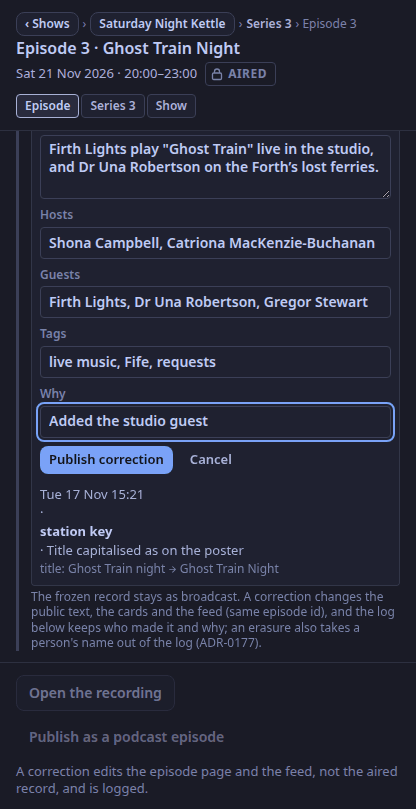 ‹ Shows › Saturday Night Kettle › Series 3 › Episode 3
Episode 3 · Ghost Train Night
Sat 21 Nov 2026 · 20:00–23:00 AIRED
Episode Series 3 Show
Firth Lights play "Ghost Train" live in the studio,
and Dr Una Robertson on the Forth’s lost ferries.
Hosts
Shona Campbell, Catriona MacKenzie-Buchanan
Guests
Firth Lights, Dr Una Robertson, Gregor Stewart
Tags
live music, Fife, requests
Why
Added the studio guest
Publish correction Cancel
Tue 17 Nov 15:21
·
station key
· Title capitalised as on the poster
title: Ghost Train night → Ghost Train Night
The frozen record stays as broadcast. A correction changes the
public text, the cards and the feed (same episode id), and the log
below keeps who made it and why; an erasure also takes a
person's name out of the log (ADR-0177).
Open the recording
Publish as a podcast episode
A correction edits the episode page and the feed, not the aired
record, and is logged.